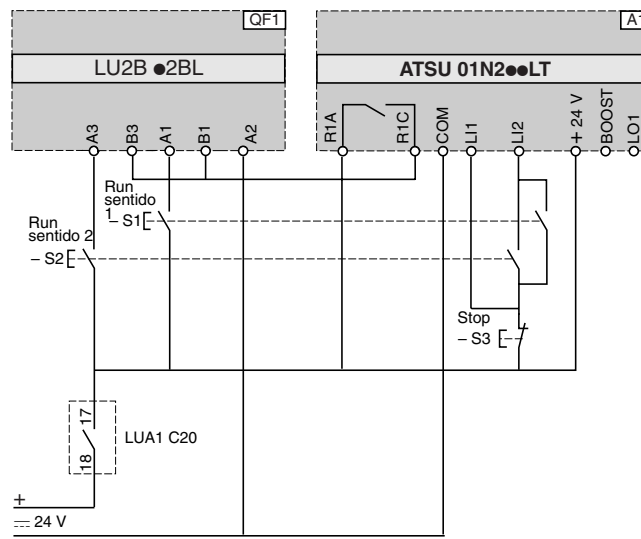 QF1
A1
LU2B ●2BL
ATSU 01N2●●LT
A3
B3
A1
B1
A2
R1A
R1C
COM
LI1
LI2
+ 24 V
BOOST
LO1
Run
sentido
1
– S1
Run
sentido 2
– S2
Stop
– S3
17
18
LUA1 C20
+
24 V